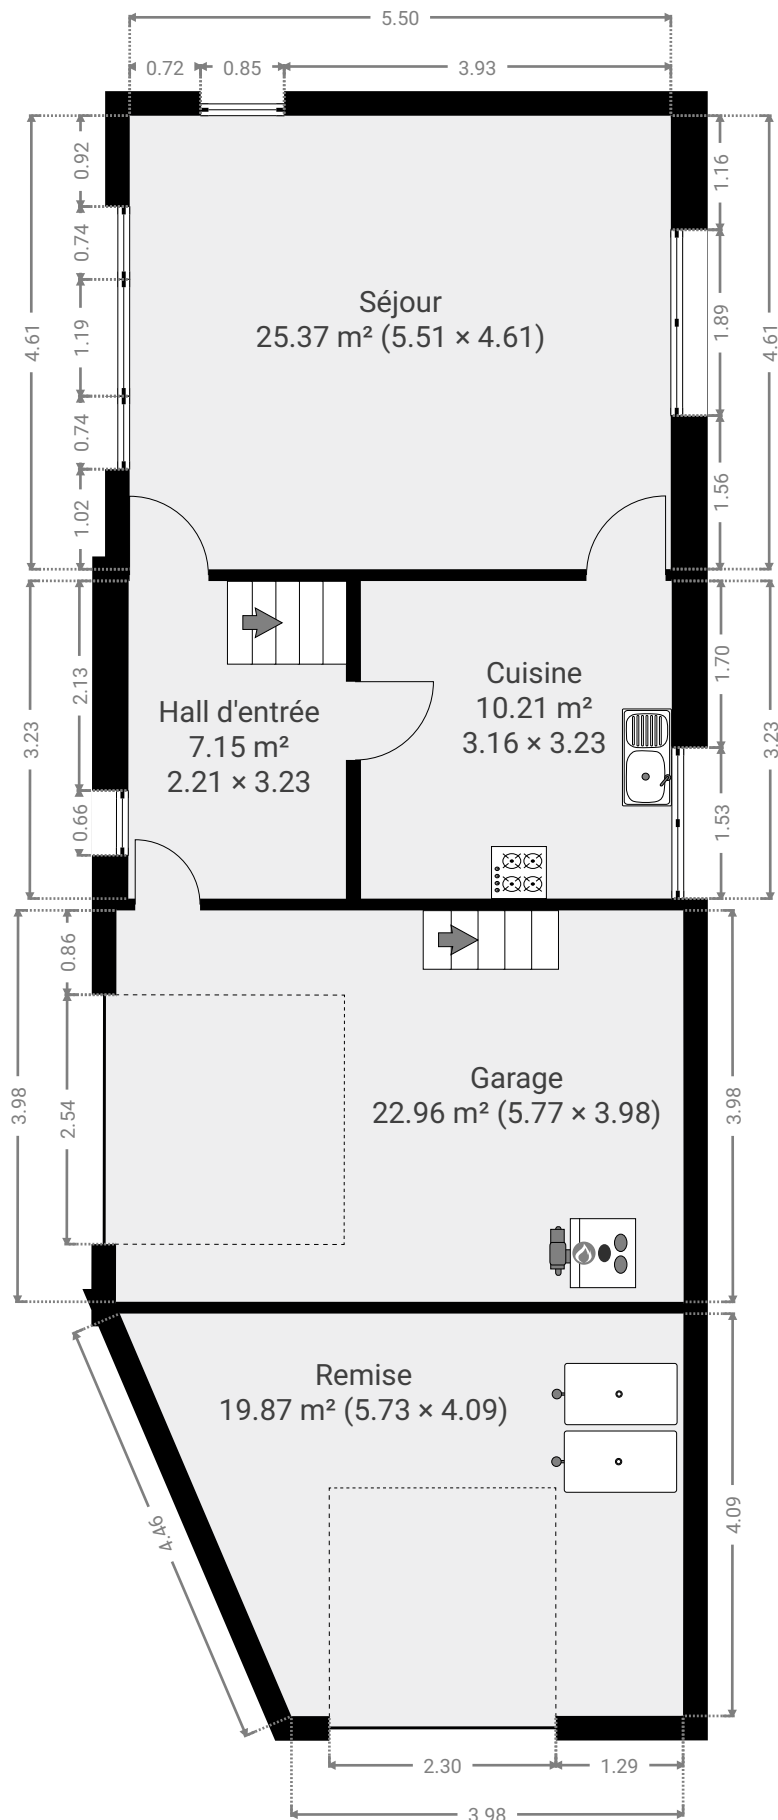 5.50
0.72
0.85
3.93
0.92
0.74
1.19
0.74
1.02
4.61
1.16
1.89
1.56
4.61
Séjour
25.37 m² (5.51 × 4.61)
2.13
0.66
3.23
1.70
1.53
3.23
Cuisine
10.21 m²
3.16 × 3.23
Hall d'entrée
7.15 m²
2.21 × 3.23
0.86
2.54
3.98
3.98
Garage
22.96 m² (5.77 × 3.98)
Remise
19.87 m² (5.73 × 4.09)
4.46
4.09
2.30
1.29
3.98